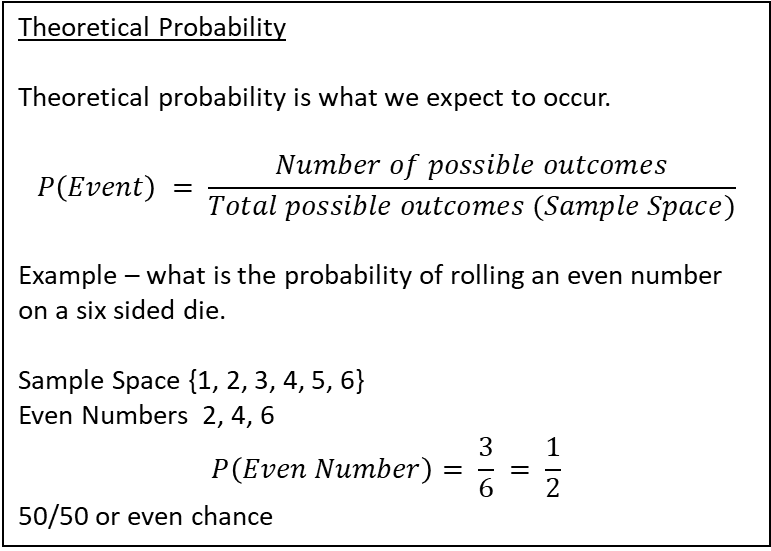 Theoretical Probability
Theoretical probability is what we expect to occur.
P(Event) = Number of possible outcomes / Total possible outcomes (Sample Space)
Example – what is the probability of rolling an even number
on a six sided die.
Sample Space {1, 2, 3, 4, 5, 6}
Even Numbers 2, 4, 6
P(Even Number) = 3/6 = 1/2
50/50 or even chance